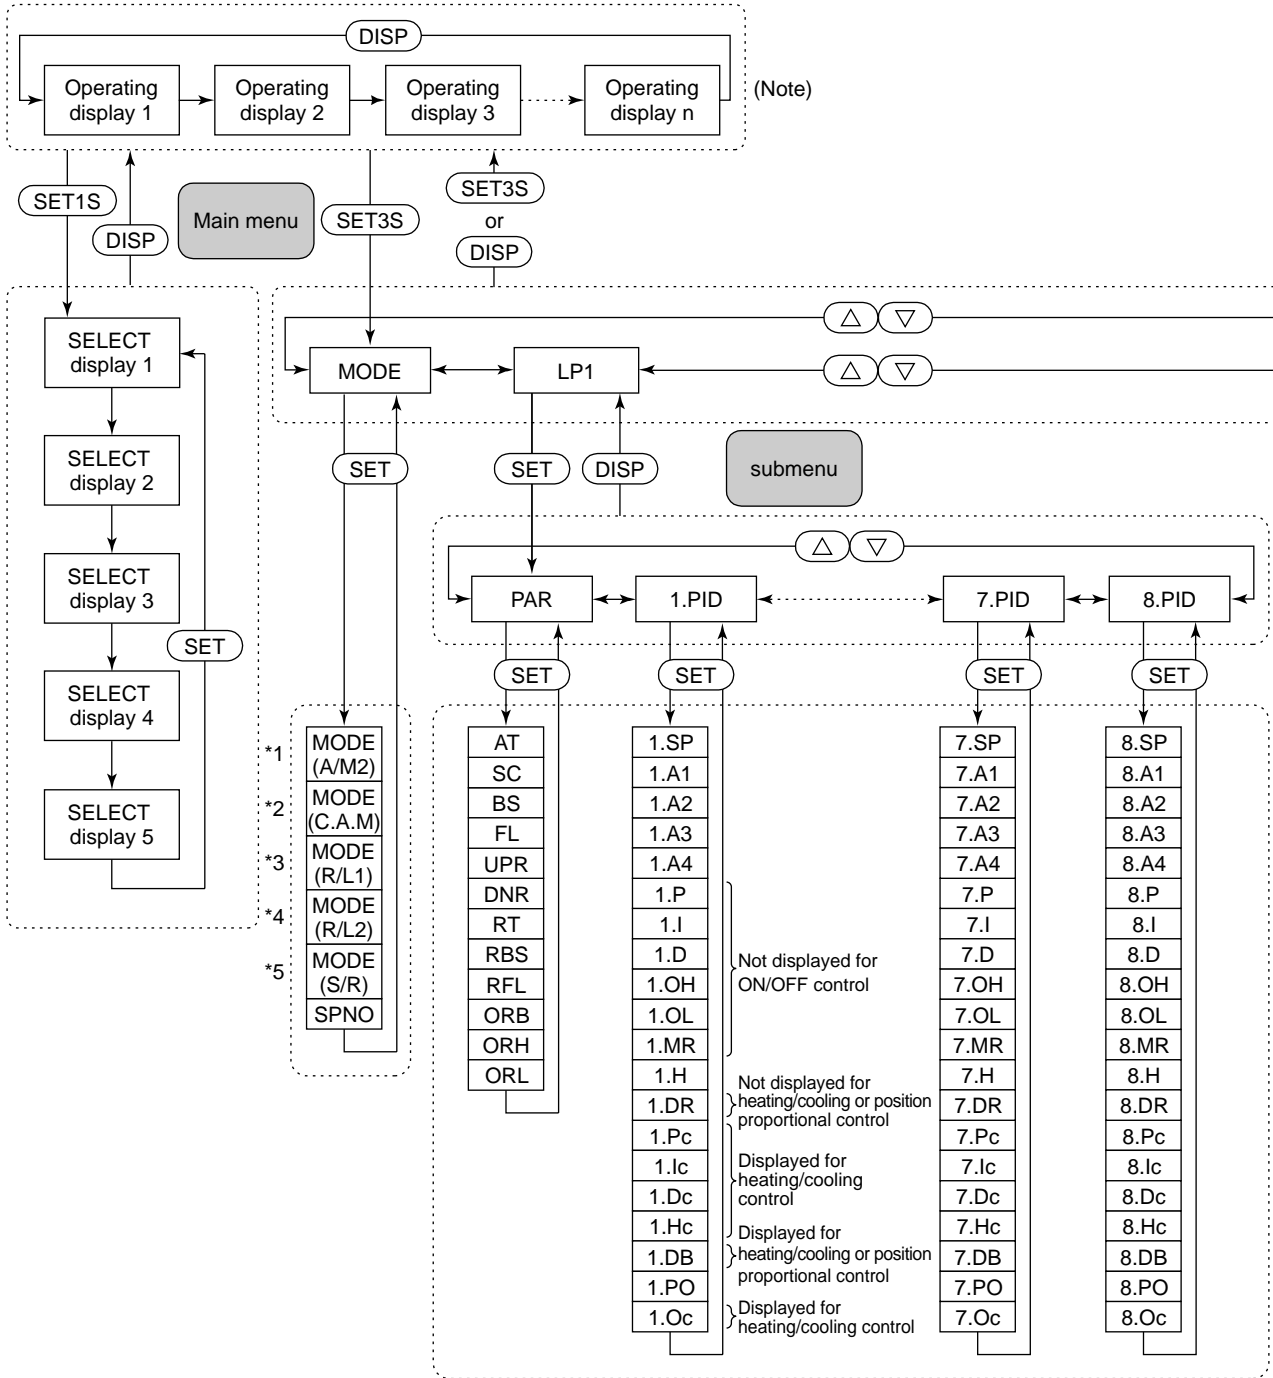 DISP
Operating
display 1
Operating
display 2
Operating
display 3
Operating
display n
(Note)
SET1S
DISP
Main menu
SET3S
SET3S
or
DISP
SELECT
display 1
SELECT
display 2
SELECT
display 3
SELECT
display 4
SELECT
display 5
SET
△ ▽
△ ▽
MODE
LP1
SET
SET
DISP
submenu
△ ▽
PAR
1.PID
7.PID
8.PID
SET
SET
SET
SET
*1
MODE
(A/M2)
*2
MODE
(C.A.M)
*3
MODE
(R/L1)
*4
MODE
(R/L2)
*5
MODE
(S/R)
SPNO
AT
SC
BS
FL
UPR
DNR
RT
RBS
RFL
ORB
ORH
ORL
1.SP
1.A1
1.A2
1.A3
1.A4
1.P
1.I
1.D
1.OH
1.OL
1.MR
1.H
1.DR
1.Pc
1.Ic
1.Dc
1.Hc
1.DB
1.PO
1.Oc
Not displayed for
ON/OFF control
Not displayed for
heating/cooling or position
proportional control
Displayed for
heating/cooling
control
Displayed for
heating/cooling or position
proportional control
Displayed for
heating/cooling control
7.SP
7.A1
7.A2
7.A3
7.A4
7.P
7.I
7.D
7.OH
7.OL
7.MR
7.H
7.DR
7.Pc
7.Ic
7.Dc
7.Hc
7.DB
7.PO
7.Oc
8.SP
8.A1
8.A2
8.A3
8.A4
8.P
8.I
8.D
8.OH
8.OL
8.MR
8.H
8.DR
8.Pc
8.Ic
8.Dc
8.Hc
8.DB
8.PO
8.Oc